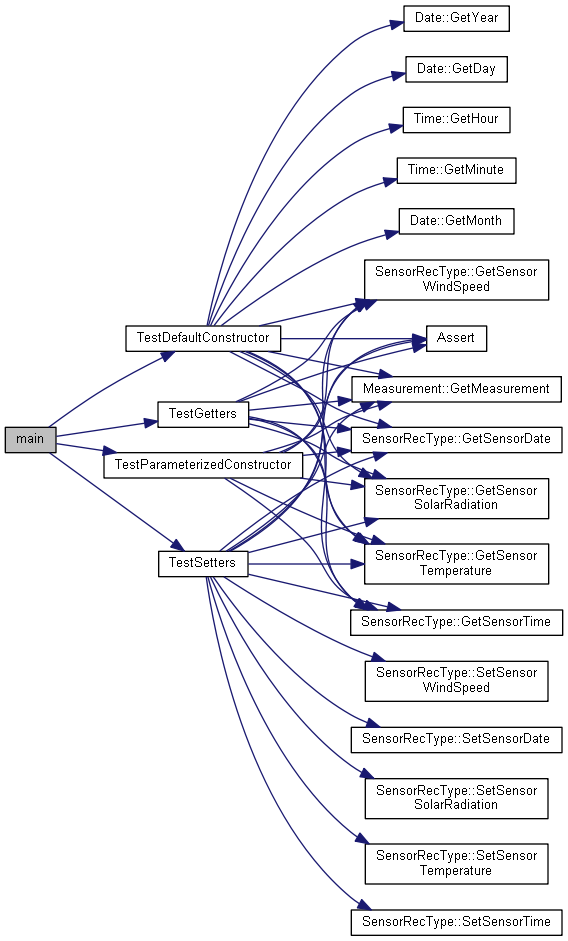 Date::GetYear
Date::GetDay
Time::GetHour
Time::GetMinute
Date::GetMonth
SensorRecType::GetSensor
WindSpeed
TestDefaultConstructor
Assert
Measurement::GetMeasurement
TestGetters
main
SensorRecType::GetSensorDate
TestParameterizedConstructor
SensorRecType::GetSensor
SolarRadiation
TestSetters
SensorRecType::GetSensor
Temperature
SensorRecType::GetSensorTime
SensorRecType::SetSensor
WindSpeed
SensorRecType::SetSensorDate
SensorRecType::SetSensor
SolarRadiation
SensorRecType::SetSensor
Temperature
SensorRecType::SetSensorTime